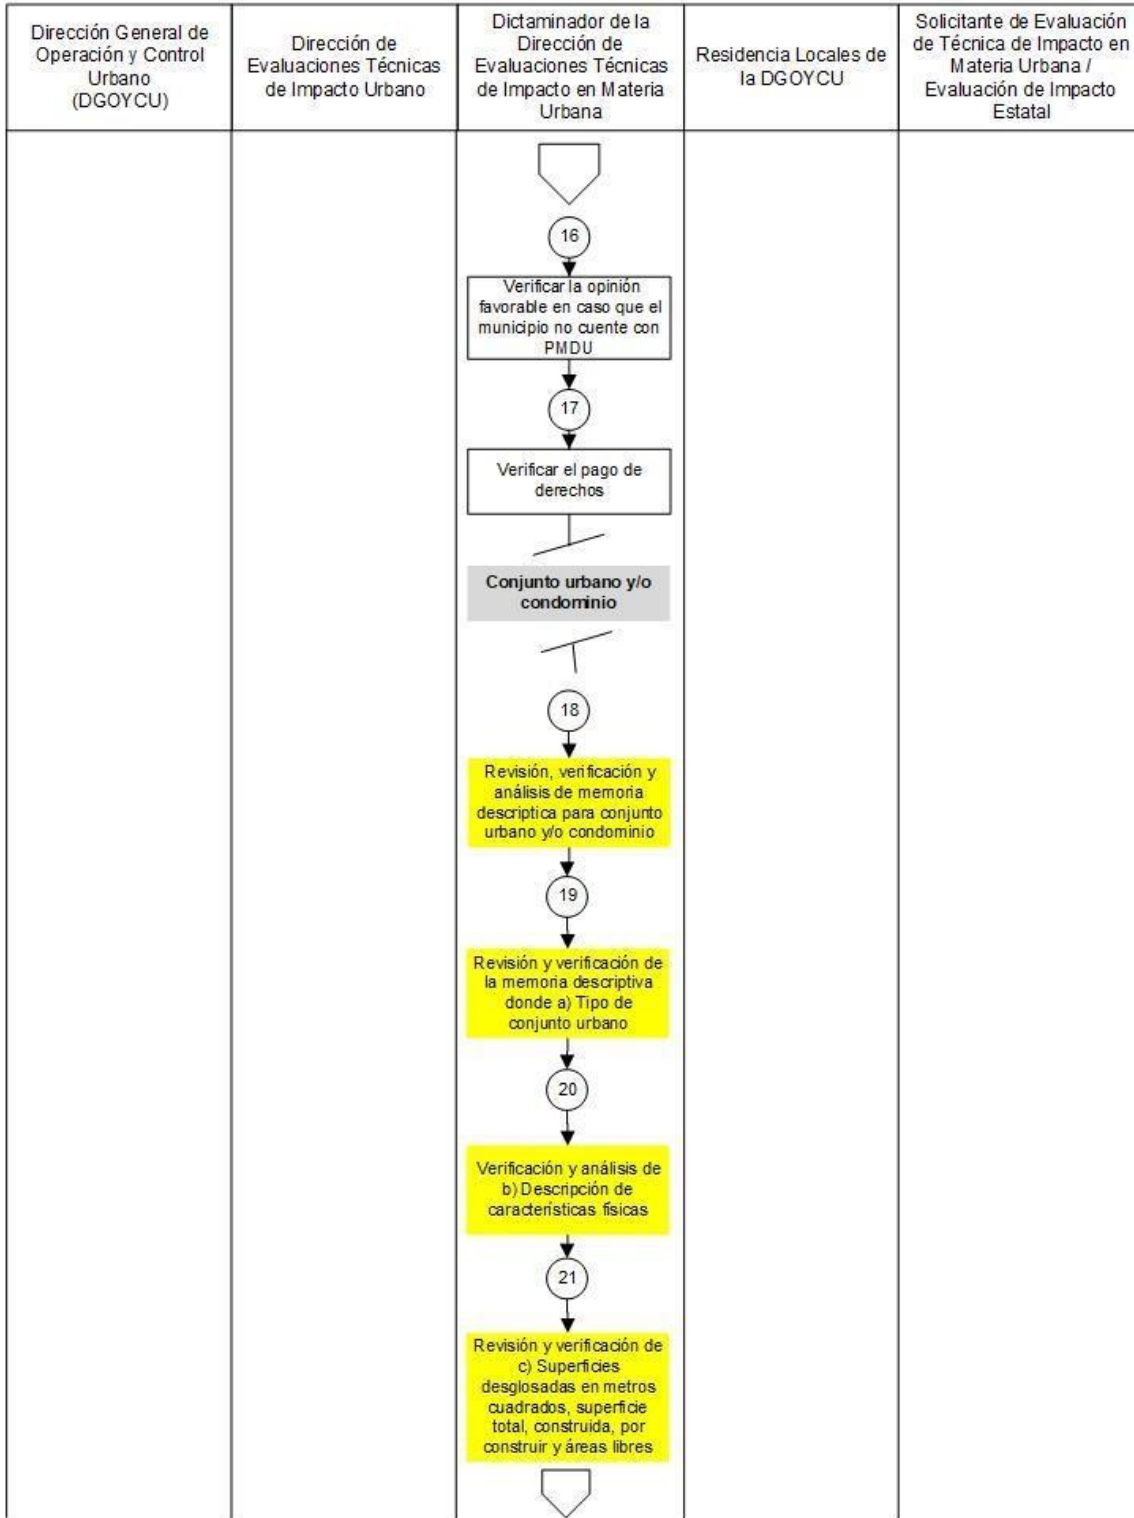 Dirección General de
Operación y Control
Urbano
(DGOYCU)
Dirección de
Evaluaciones Técnicas
de Impacto Urbano
Dictaminador de la
Dirección de
Evaluaciones Técnicas
de Impacto en Materia
Urbana
Residencia Locales de
la DGOYCU
Solicitante de Evaluación
de Técnica de Impacto en
Materia Urbana /
Evaluación de Impacto
Estatal
16
Verificar la opinión
favorable en caso que el
municipio no cuente con
PMDU
17
Verificar el pago de
derechos
Conjunto urbano y/o
condominio
18
Revisión, verificación y
análisis de memoria
descriptica para conjunto
urbano y/o condominio
19
Revisión y verificación de
la memoria descriptiva
donde a) Tipo de
conjunto urbano
20
Verificación y análisis de
b) Descripción de
características físicas
21
Revisión y verificación de
c) Superficies
desglosadas en metros
cuadrados, superficie
total, construida, por
construir y áreas libres